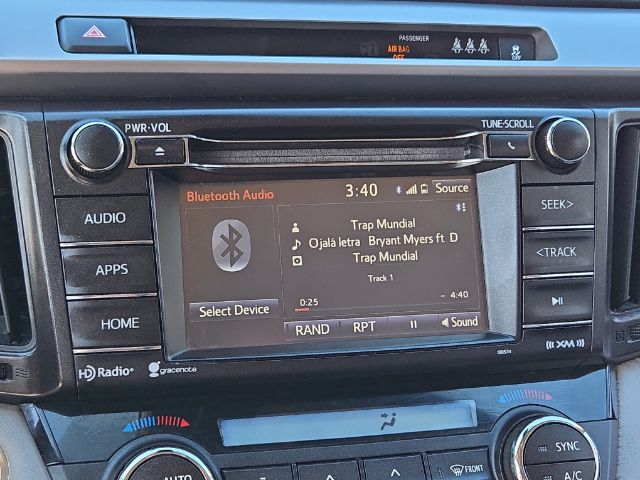 PASSENGER
AIR BAG
OFF
PWR·VOL
TUNE·SCROLL
Bluetooth Audio
3:40
Source
AUDIO
SEEK>
Trap Mundial
Ojalá letra Bryant Myers ft D
Trap Mundial
<TRACK
APPS
Track 1
0:25
- 4:40
Select Device
HOME
RAND
RPT
Sound
HD Radio
gracenote
100574
((XM))
SYNC
AUTO
FRONT
A/C